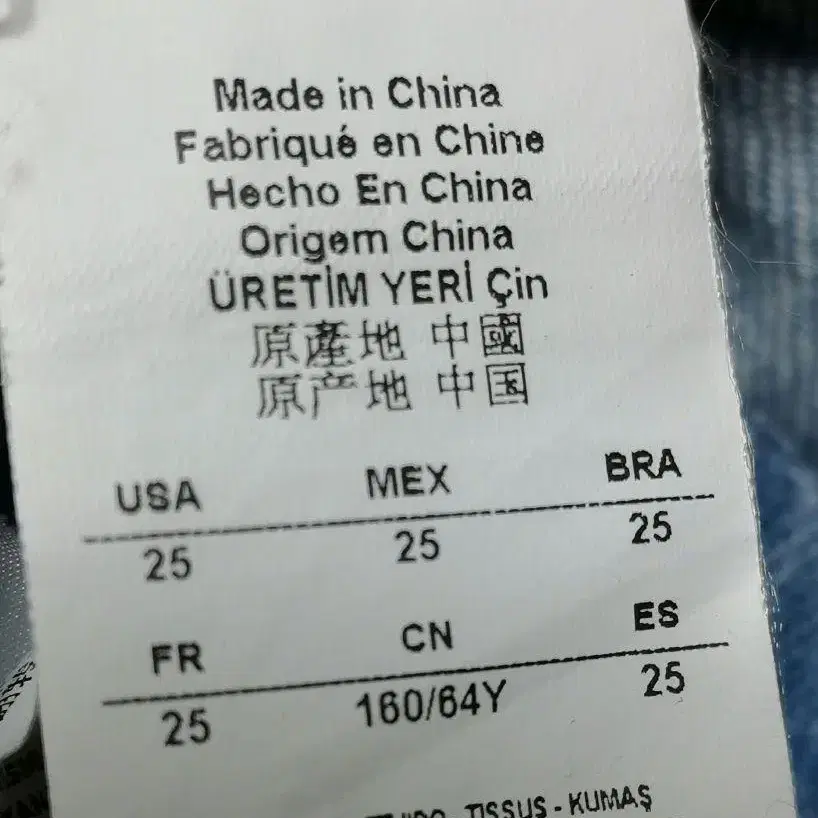 Made in China
Fabriqué en Chine
Hecho En China
Origem China
ÜRETİM YERİ Çin
原產地 中國
原产地 中国
USA MEX BRA
25 25 25
FR CN ES
25 160/64Y 25
TISSUS - KUMAŞ